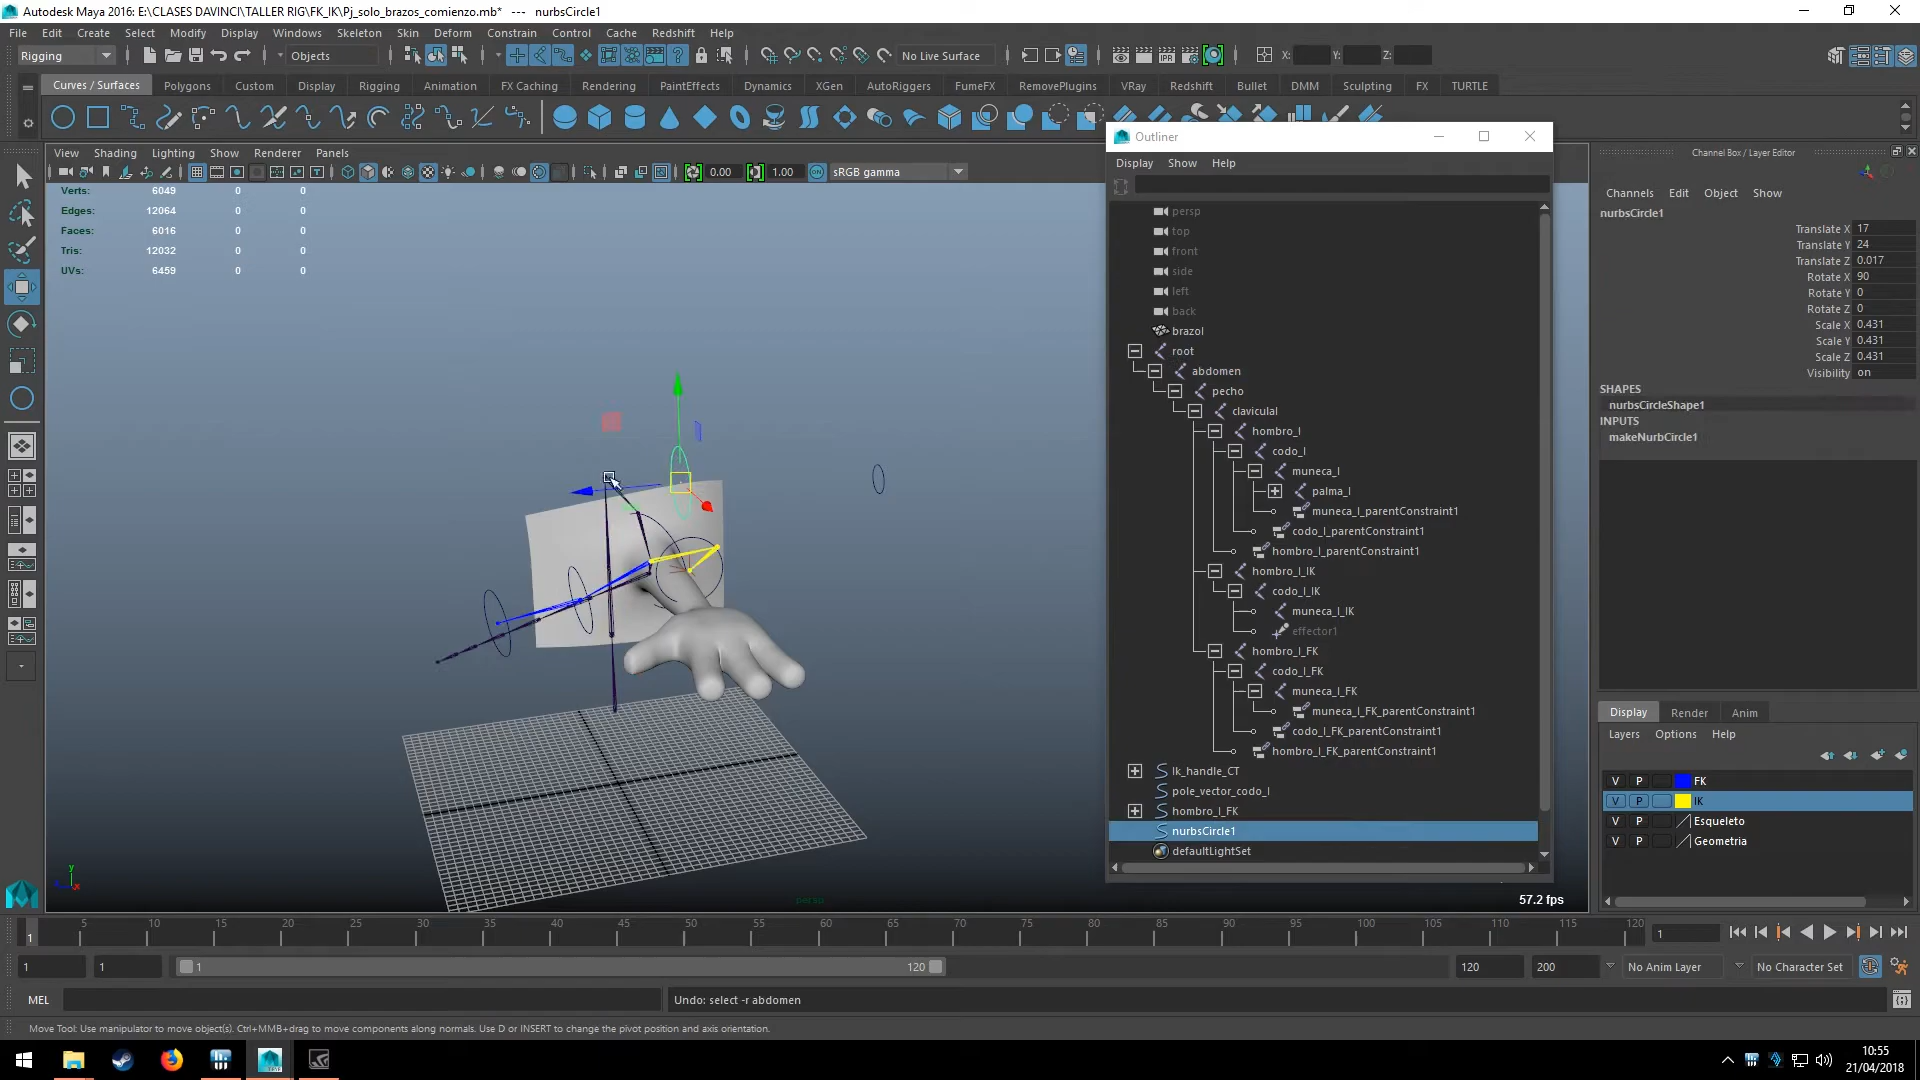 Autodesk Maya 2016: E:\CLASES DAVINCI\TALLER RIG\FK_IK\Pj_solo_brazos_comienzo.mb* --- nurbsCircle1
File Edit Create Select Modify Display Windows Skeleton Skin Deform Constrain Control Cache Redshift Help
Rigging Objects No Live Surface X: Y: Z:
Curves / Surfaces Polygons Custom Display Rigging Animation FX Caching Rendering PaintEffects Dynamics XGen AutoRiggers FumeFX RemovePlugins VRay Redshift Bullet DMM Sculpting FX TURTLE
View Shading Lighting Show Renderer Panels
0.00 1.00 sRGB gamma
Verts: 6049 0 0
Edges: 12064 0 0
Faces: 6016 0 0
Tris: 12032 0 0
UVs: 6459 0 0
persp
57.2 fps
Outliner
Display Show Help
persp
top
front
side
left
back
brazol
root
abdomen
pecho
claviculal
hombro_l
codo_l
muneca_l
palma_l
muneca_l_parentConstraint1
codo_l_parentConstraint1
hombro_l_parentConstraint1
hombro_l_IK
codo_l_IK
muneca_l_IK
effector1
hombro_l_FK
codo_l_FK
muneca_l_FK
muneca_l_FK_parentConstraint1
codo_l_FK_parentConstraint1
hombro_l_FK_parentConstraint1
Ik_handle_CT
pole_vector_codo_l
hombro_l_FK
nurbsCircle1
defaultLightSet
Channel Box / Layer Editor
Channels Edit Object Show
nurbsCircle1
Translate X 17
Translate Y 24
Translate Z 0.017
Rotate X 90
Rotate Y 0
Rotate Z 0
Scale X 0.431
Scale Y 0.431
Scale Z 0.431
Visibility on
SHAPES
nurbsCircleShape1
INPUTS
makeNurbCircle1
Display Render Anim
Layers Options Help
V P FK
V P IK
V P Esqueleto
V P Geometria
5 10 15 20 25 30 35 40 45 50 55 60 65 70 75 80 85 90 95 100 105 110 115 120
1 1
1 1 1 120 120 200 No Anim Layer No Character Set
MEL Undo: select -r abdomen
Move Tool: Use manipulator to move object(s). Ctrl+MMB+drag to move components along normals. Use D or INSERT to change the pivot position and axis orientation.
10:55
21/04/2018